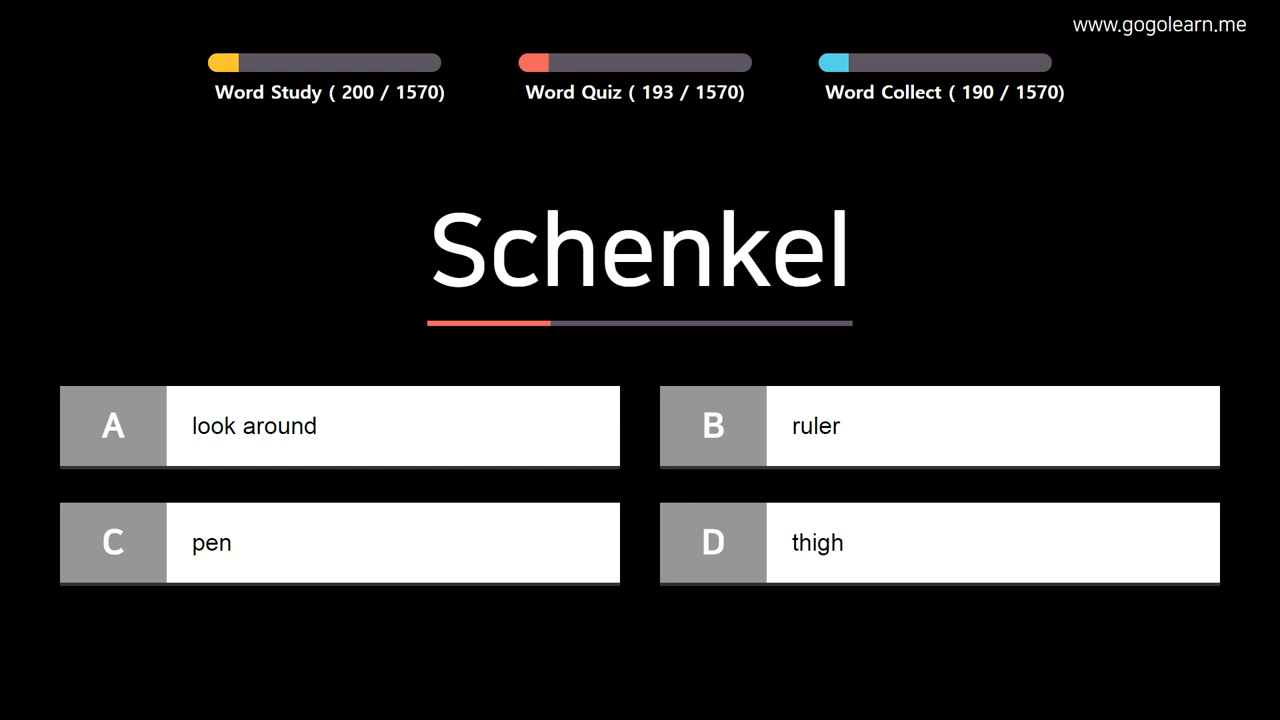 www.gogolearn.me
Word Study ( 200 / 1570)
Word Quiz ( 193 / 1570)
Word Collect ( 190 / 1570)
Schenkel
A look around
B ruler
C pen
D thigh